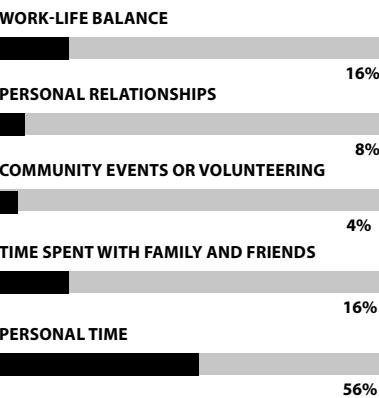 WORK-LIFE BALANCE
16%
PERSONAL RELATIONSHIPS
8%
COMMUNITY EVENTS OR VOLUNTEERING
4%
TIME SPENT WITH FAMILY AND FRIENDS
16%
PERSONAL TIME
56%